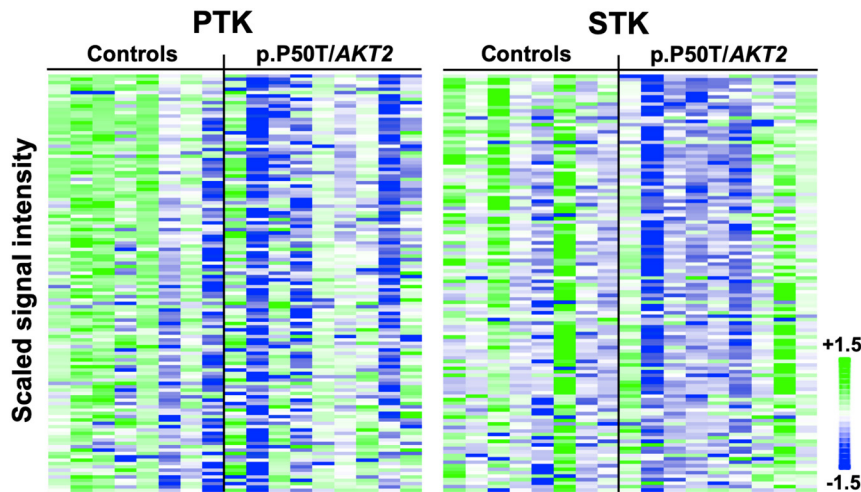 PTK
STK
Controls
p.P50T/AKT2
Controls
p.P50T/AKT2
Scaled signal intensity
+1.5
-1.5